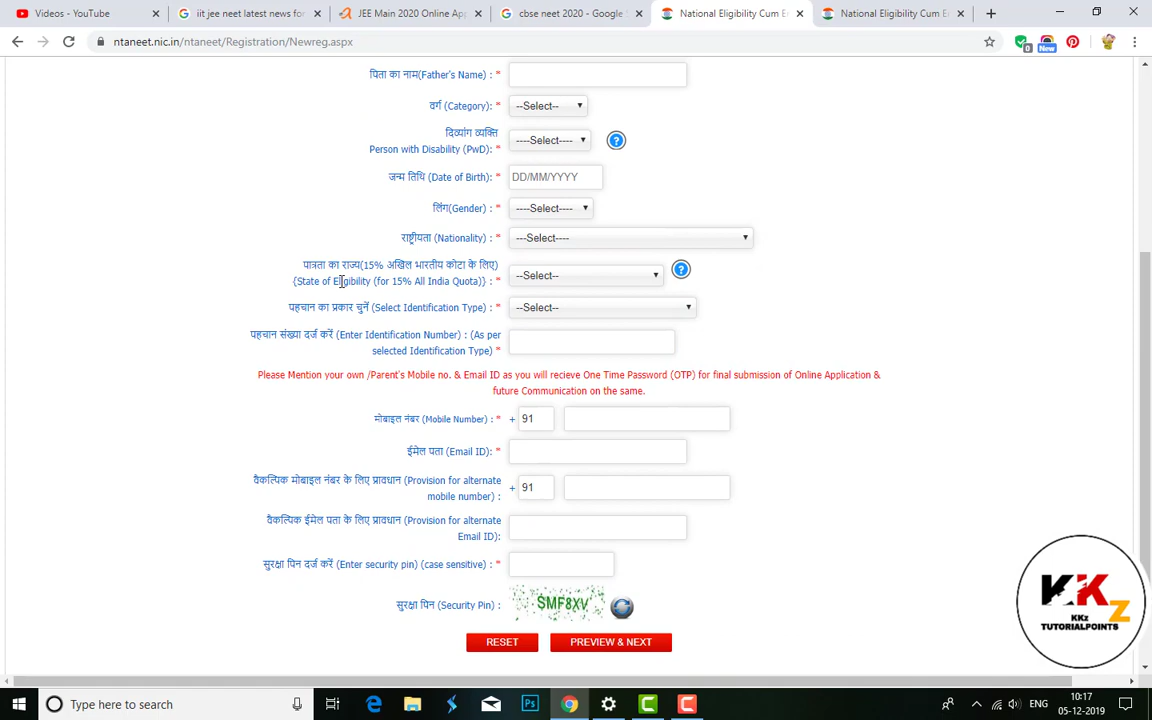 Videos - YouTube
iit jee neet latest news for
JEE Main 2020 Online App
cbse neet 2020 - Google S
National Eligibility Cum E
National Eligibility Cum E
ntaneet.nic.in/ntaneet/Registration/Newreg.aspx
0
New
पिता का नाम(Father's Name) : *
वर्ग (Category): * --Select--
दिव्यांग व्यक्ति
Person with Disability (PwD): * ----Select---- ?
जन्म तिथि (Date of Birth): * DD/MM/YYYY
लिंग(Gender) : * ----Select----
राष्ट्रीयता (Nationality) : * ---Select----
पात्रता का राज्य(15% अखिल भारतीय कोटा के लिए)
{State of Eligibility (for 15% All India Quota)} : * --Select-- ?
पहचान का प्रकार चुनें (Select Identification Type) : * --Select--
पहचान संख्या दर्ज करें (Enter Identification Number) : (As per
selected Identification Type) *
Please Mention your own /Parent's Mobile no. & Email ID as you will recieve One Time Password (OTP) for final submission of Online Application &
future Communication on the same.
मोबाइल नंबर (Mobile Number) : * + 91
ईमेल पता (Email ID): *
वैकल्पिक मोबाइल नंबर के लिए प्रावधान (Provision for alternate
mobile number) : + 91
वैकल्पिक ईमेल पता के लिए प्रावधान (Provision for alternate
Email ID):
सुरक्षा पिन दर्ज करें (Enter security pin) (case sensitive) : *
सुरक्षा पिन (Security Pin) : SMF8XV
RESET PREVIEW & NEXT
KKz
KKz
TUTORIALPOINTS
Type here to search
Ps
ENG
10:17
05-12-2019